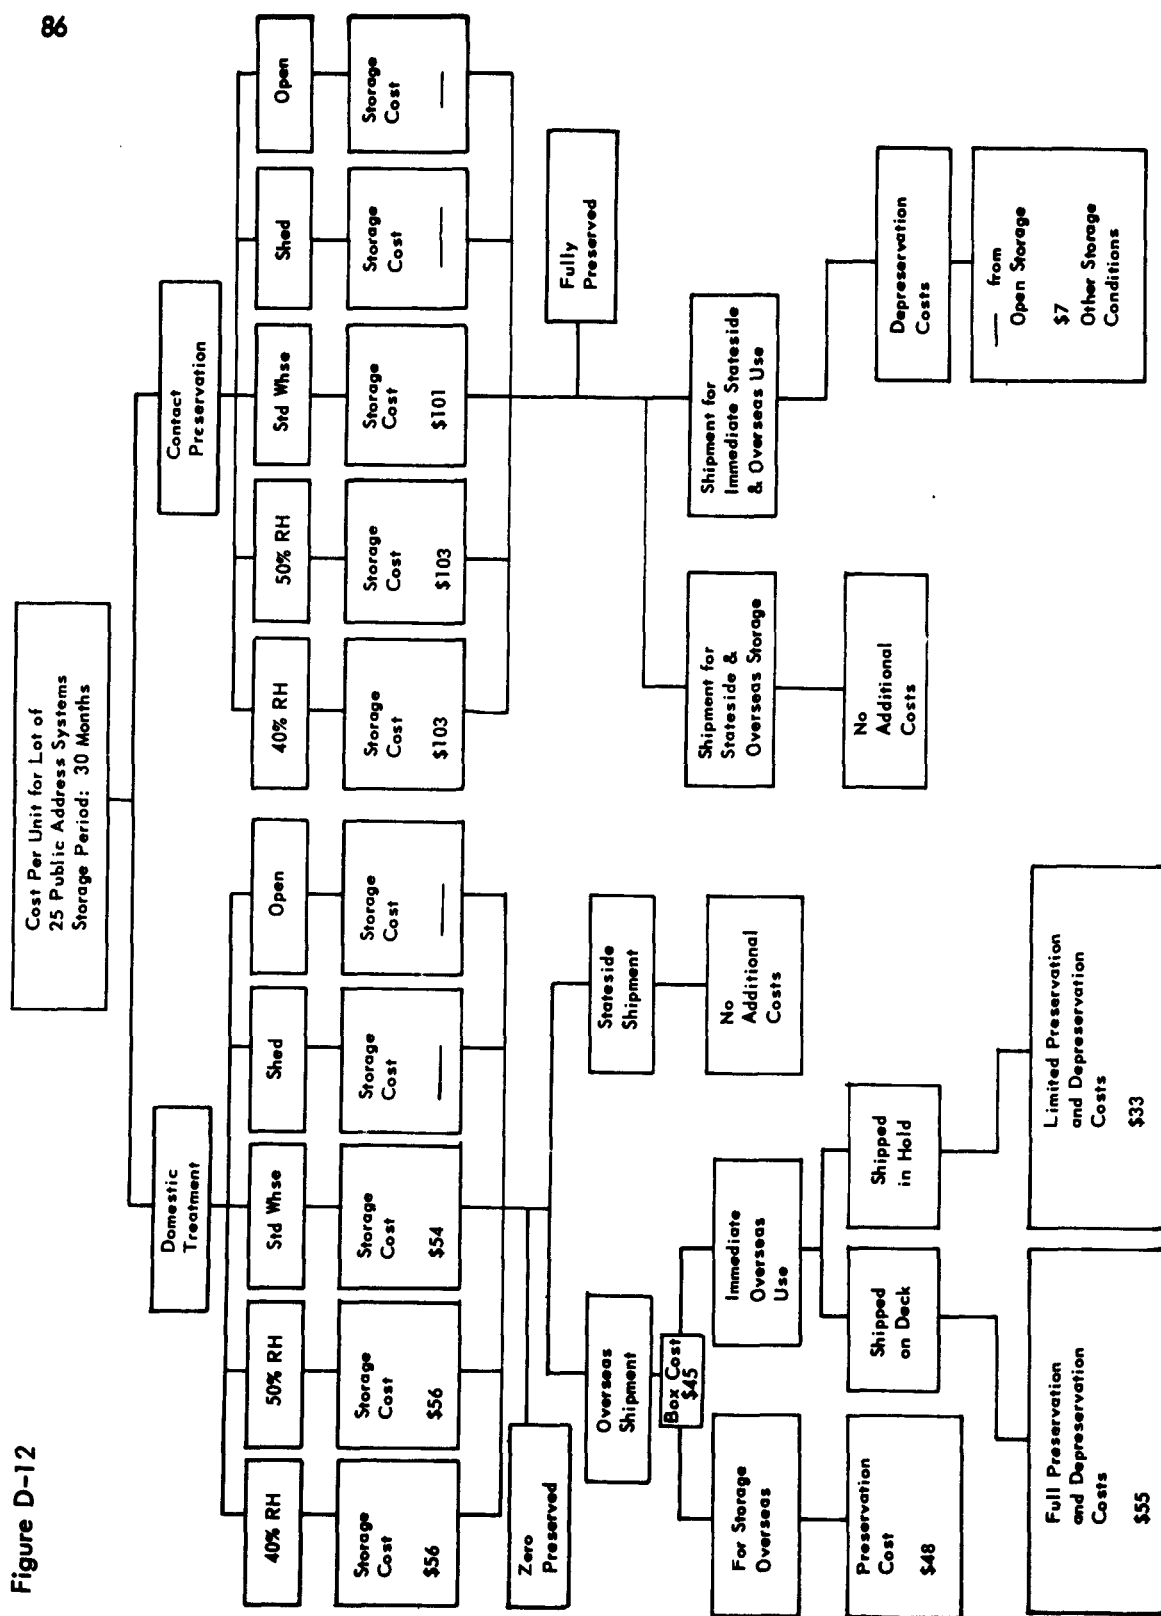 Figure D-12
86
Cost Per Unit for Lot of
25 Public Address Systems
Storage Period: 30 Months
Domestic
Treatment
Contact
Preservation
40% RH
50% RH
Std Whse
Shed
Open
40% RH
50% RH
Std Whse
Shed
Open
Storage
Cost
$56
Storage
Cost
$56
Storage
Cost
$54
Storage
Cost
—
Storage
Cost
—
Storage
Cost
$103
Storage
Cost
$103
Storage
Cost
$101
Storage
Cost
—
Storage
Cost
—
Zero
Preserved
Fully
Preserved
Overseas
Shipment
Stateside
Shipment
Box Cost
$45
No
Additional
Costs
For Storage
Overseas
Immediate
Overseas
Use
Preservation
Cost
$48
Shipped
on Deck
Shipped
in Hold
Full Preservation
and Depreservation
Costs
$55
Limited Preservation
and Depreservation
Costs
$33
Shipment for
Stateside &
Overseas Storage
Shipment for
Immediate Stateside
& Overseas Use
No
Additional
Costs
Depreservation
Costs
— from
Open Storage
$7
Other Storage
Conditions